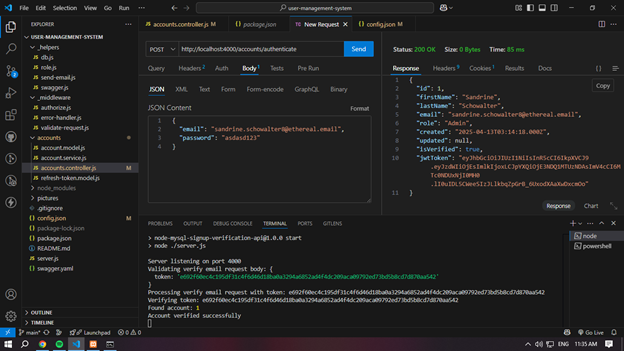 File Edit Selection View Go Run ···
user-management-system
EXPLORER
USER-MANAGEMENT-SYSTEM
_helpers
db.js
role.js
send-email.js
swagger.js
_middleware
authorize.js
error-handler.js
validate-request.js
accounts
account.model.js
account.service.js
accounts.controller.js M
refresh-token.model.js
node_modules
pictures
.gitignore
config.json M
package-lock.json
package.json
README.md
server.js
swagger.yaml
OUTLINE
TIMELINE
accounts.controller.js M
package.json
New Request
config.json M
POST
http://localhost:4000/accounts/authenticate
Send
Query Headers 2 Auth Body 1 Tests Pre Run
JSON XML Text Form Form-encode GraphQL Binary
JSON Content
Format
1 {
2 "email": "sandrine.schowalter8@ethereal.email",
3 "password": "asdasd123"
4 }
Status: 200 OK Size: 0 Bytes Time: 85 ms
Response Headers 9 Cookies 1 Results Docs
Copy
1 {
2 "id": 1,
3 "firstName": "Sandrine",
4 "lastName": "Schowalter",
5 "email": "sandrine.schowalter8@ethereal.email",
6 "role": "Admin",
7 "created": "2025-04-13T03:14:18.000Z",
8 "updated": null,
9 "isVerified": true,
10 "jwtToken":
11 }
Response Chart
PROBLEMS OUTPUT DEBUG CONSOLE TERMINAL PORTS GITLENS
> node-mysql-signup-verification-api@1.0.0 start
> node ./server.js
Server listening on port 4000
Validating verify email request body: {
token:
}
Processing verify email request with token:
Verifying token:
Found account: 1
Account verified successfully
node
powershell
main* Launchpad 0 0
Go Live
ENG 11:35 AM